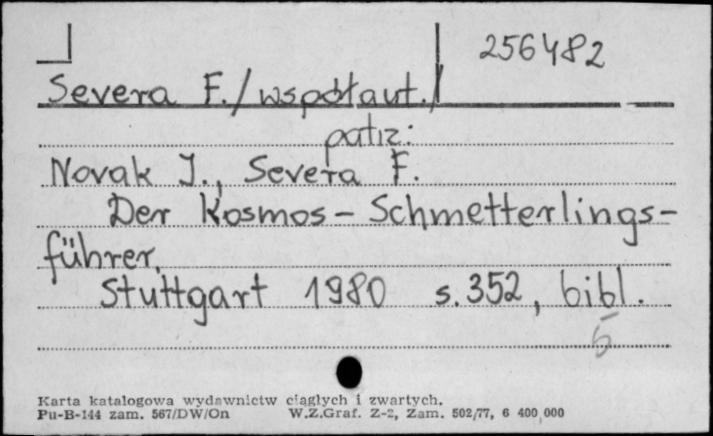 256482
Severa F. /współaut./
patrz:
Novak I., Severa F.
Der Kosmos - Schmetterlings-
führer.
Stuttgart 1980 s. 352, bibl.
5
Karta katalogowa wydawnictw ciągłych i zwartych.
Pu-B-144 zam. 567/DW/On W.Z.Graf. Z-2, Zam. 502/77, 6 400 000